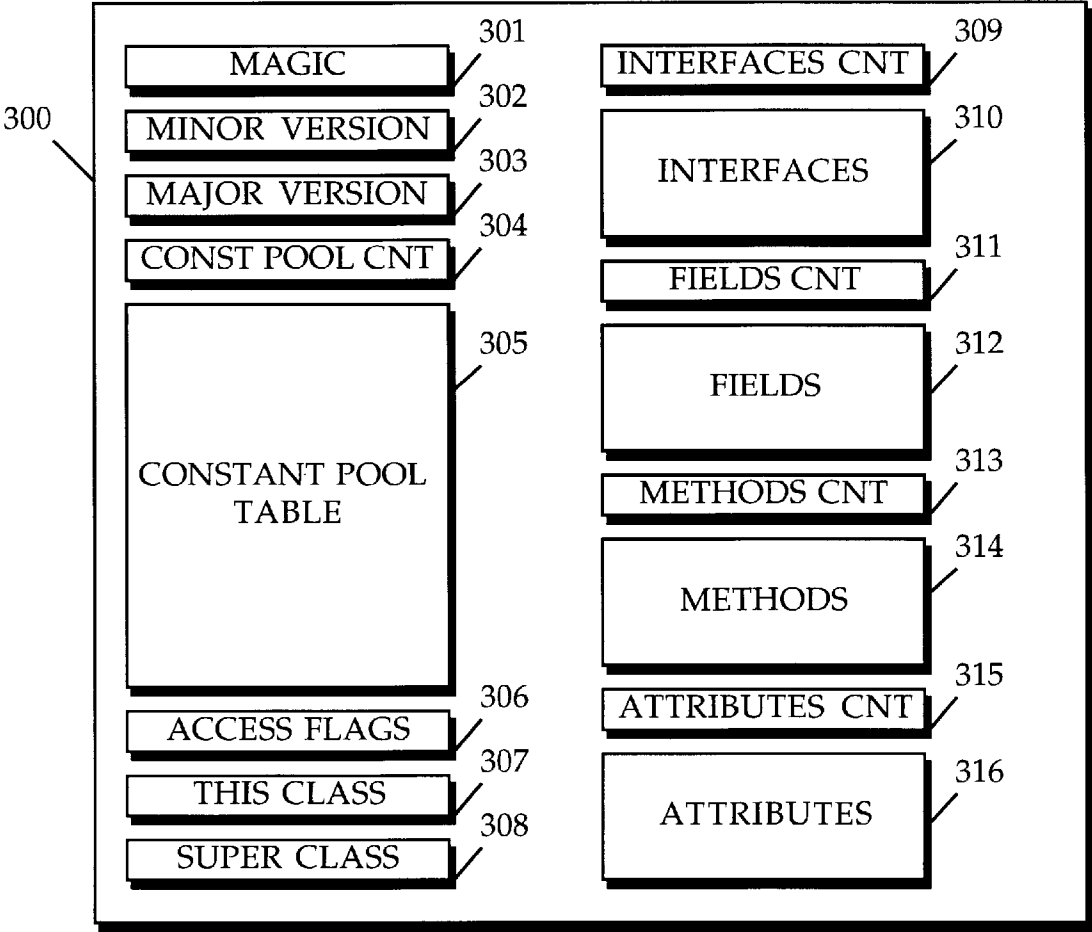 300
MAGIC
301
MINOR VERSION
302
MAJOR VERSION
303
CONST POOL CNT
304
CONSTANT POOL
TABLE
305
ACCESS FLAGS
306
THIS CLASS
307
SUPER CLASS
308
INTERFACES CNT
309
INTERFACES
310
FIELDS CNT
311
FIELDS
312
METHODS CNT
313
METHODS
314
ATTRIBUTES CNT
315
ATTRIBUTES
316